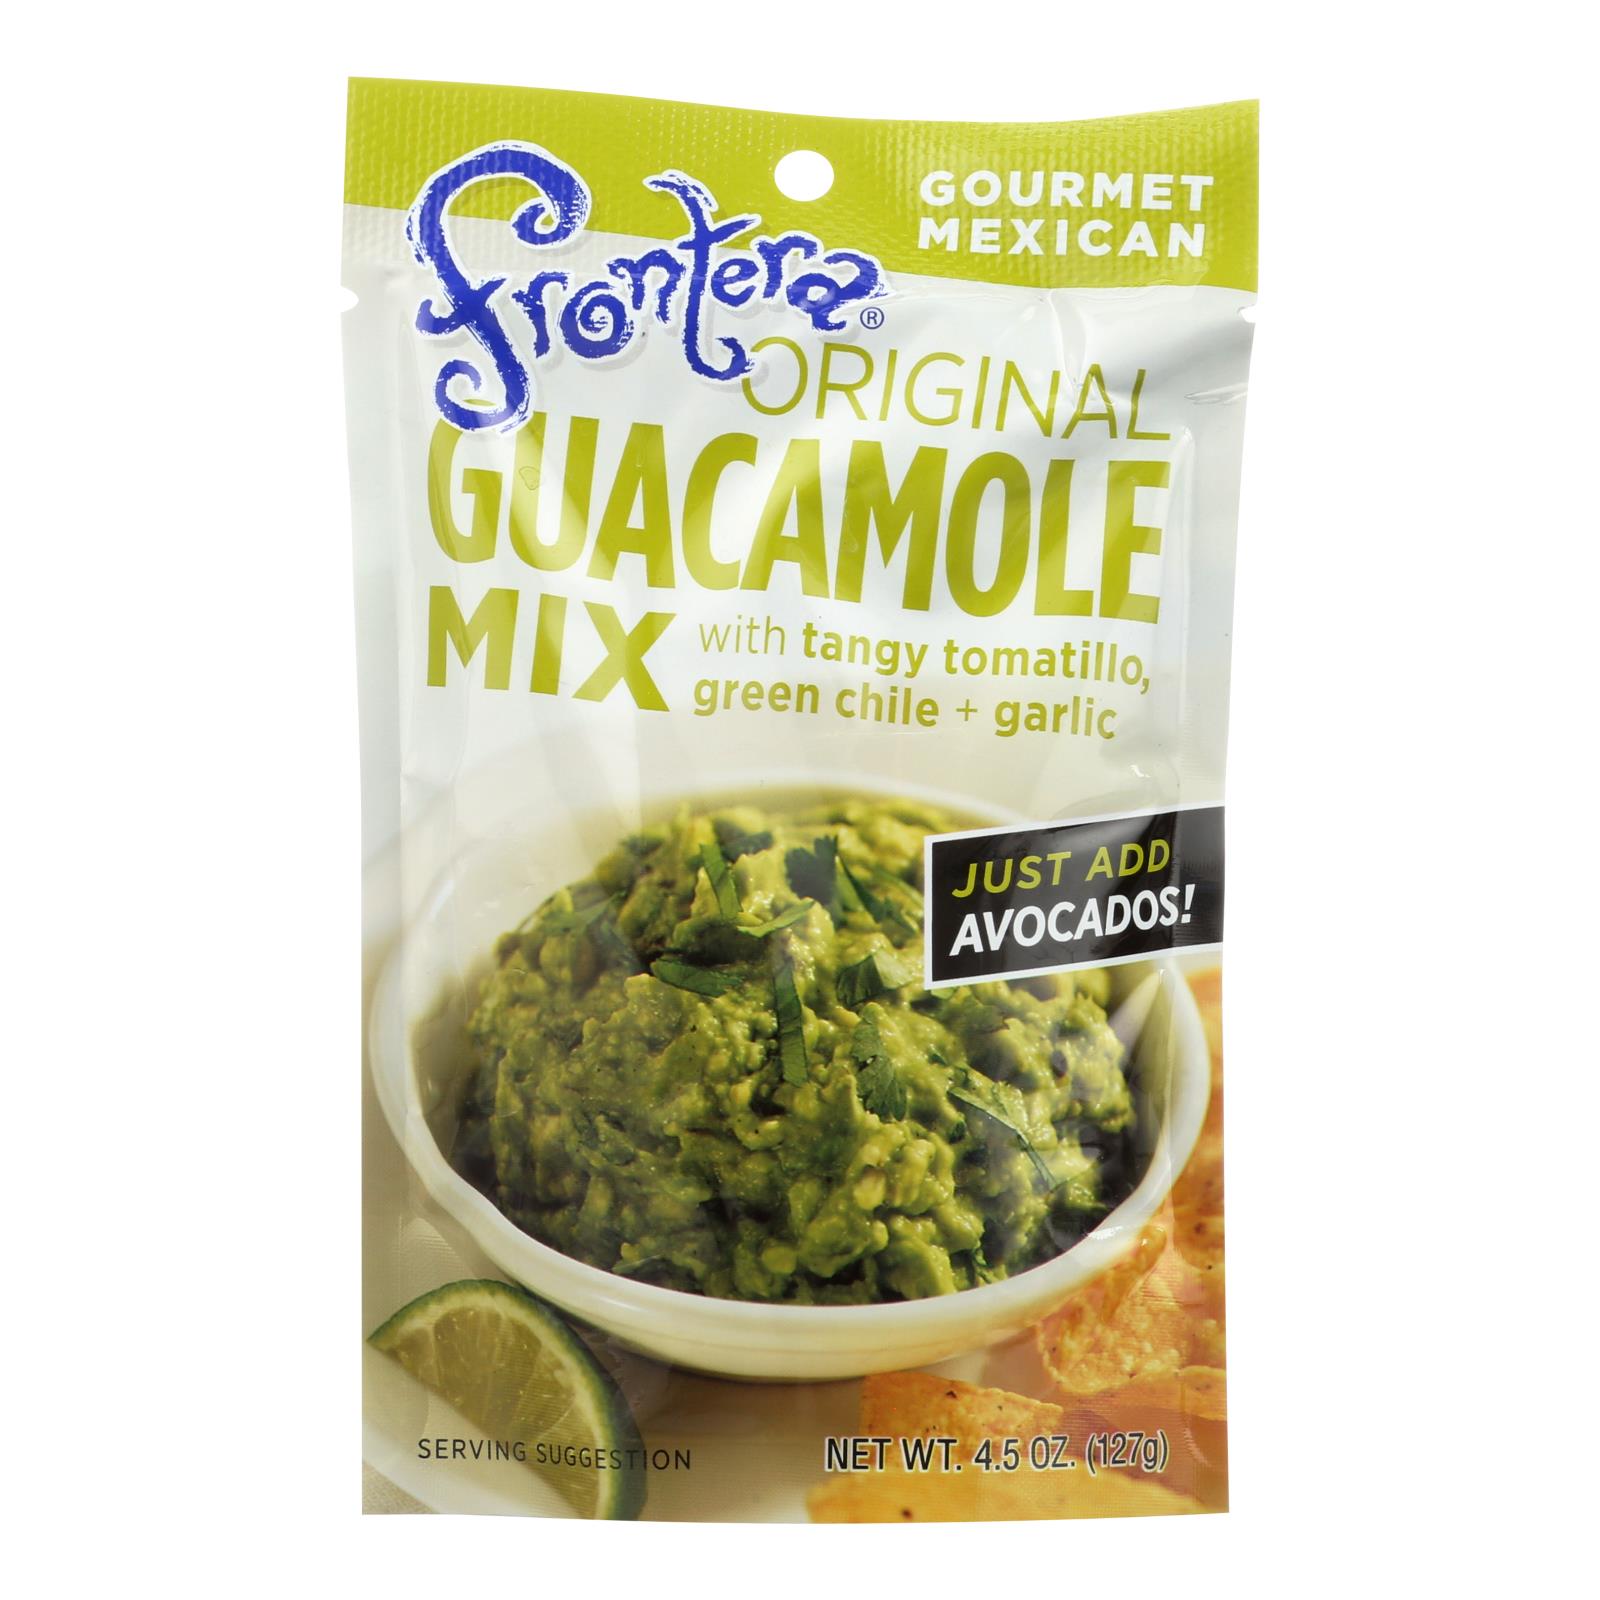 GOURMET
MEXICAN
frontera®
ORIGINAL
GUACAMOLE
MIX
with tangy tomatillo,
green chile + garlic
JUST ADD
AVOCADOS!
SERVING SUGGESTION
NET WT. 4.5 OZ. (127g)